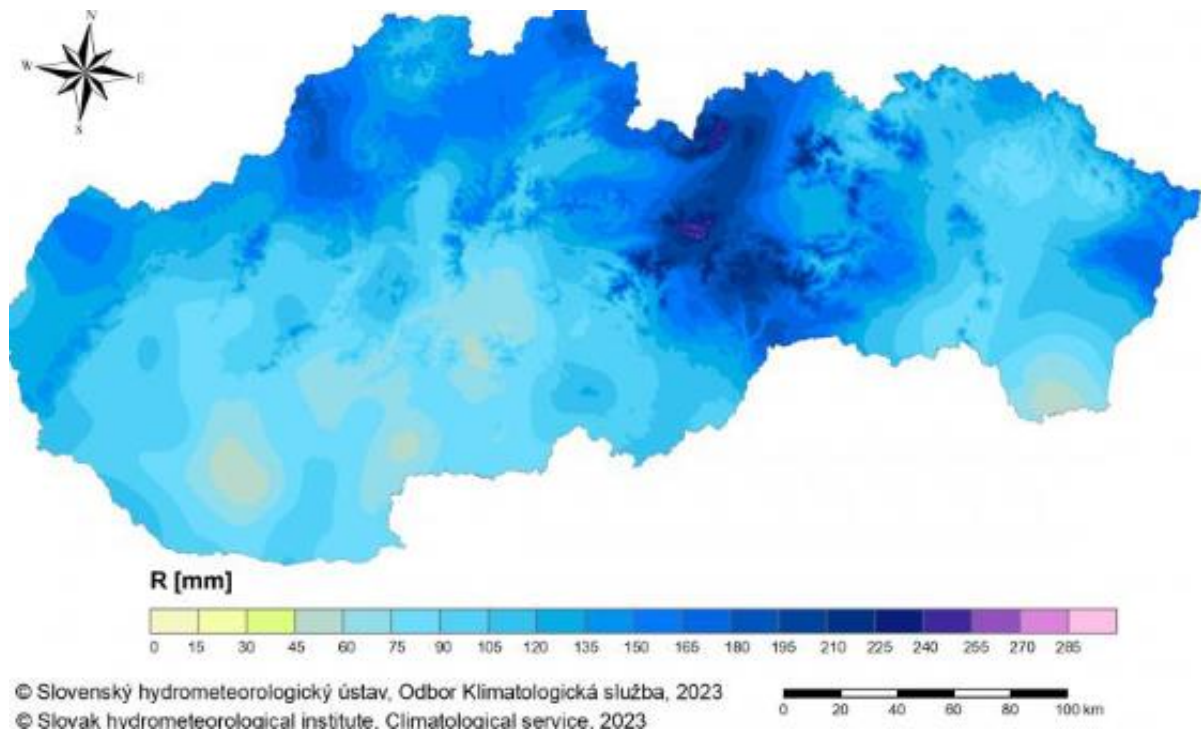 N
W
E
S
R [mm]
0 15 30 45 60 75 90 105 120 135 150 165 180 195 210 225 240 255 270 285
© Slovenský hydrometeorologický ústav, Odbor Klimatologická služba, 2023
0 20 40 60 80 100 km
© Slovak hydrometeorological institute, Climatological service, 2023